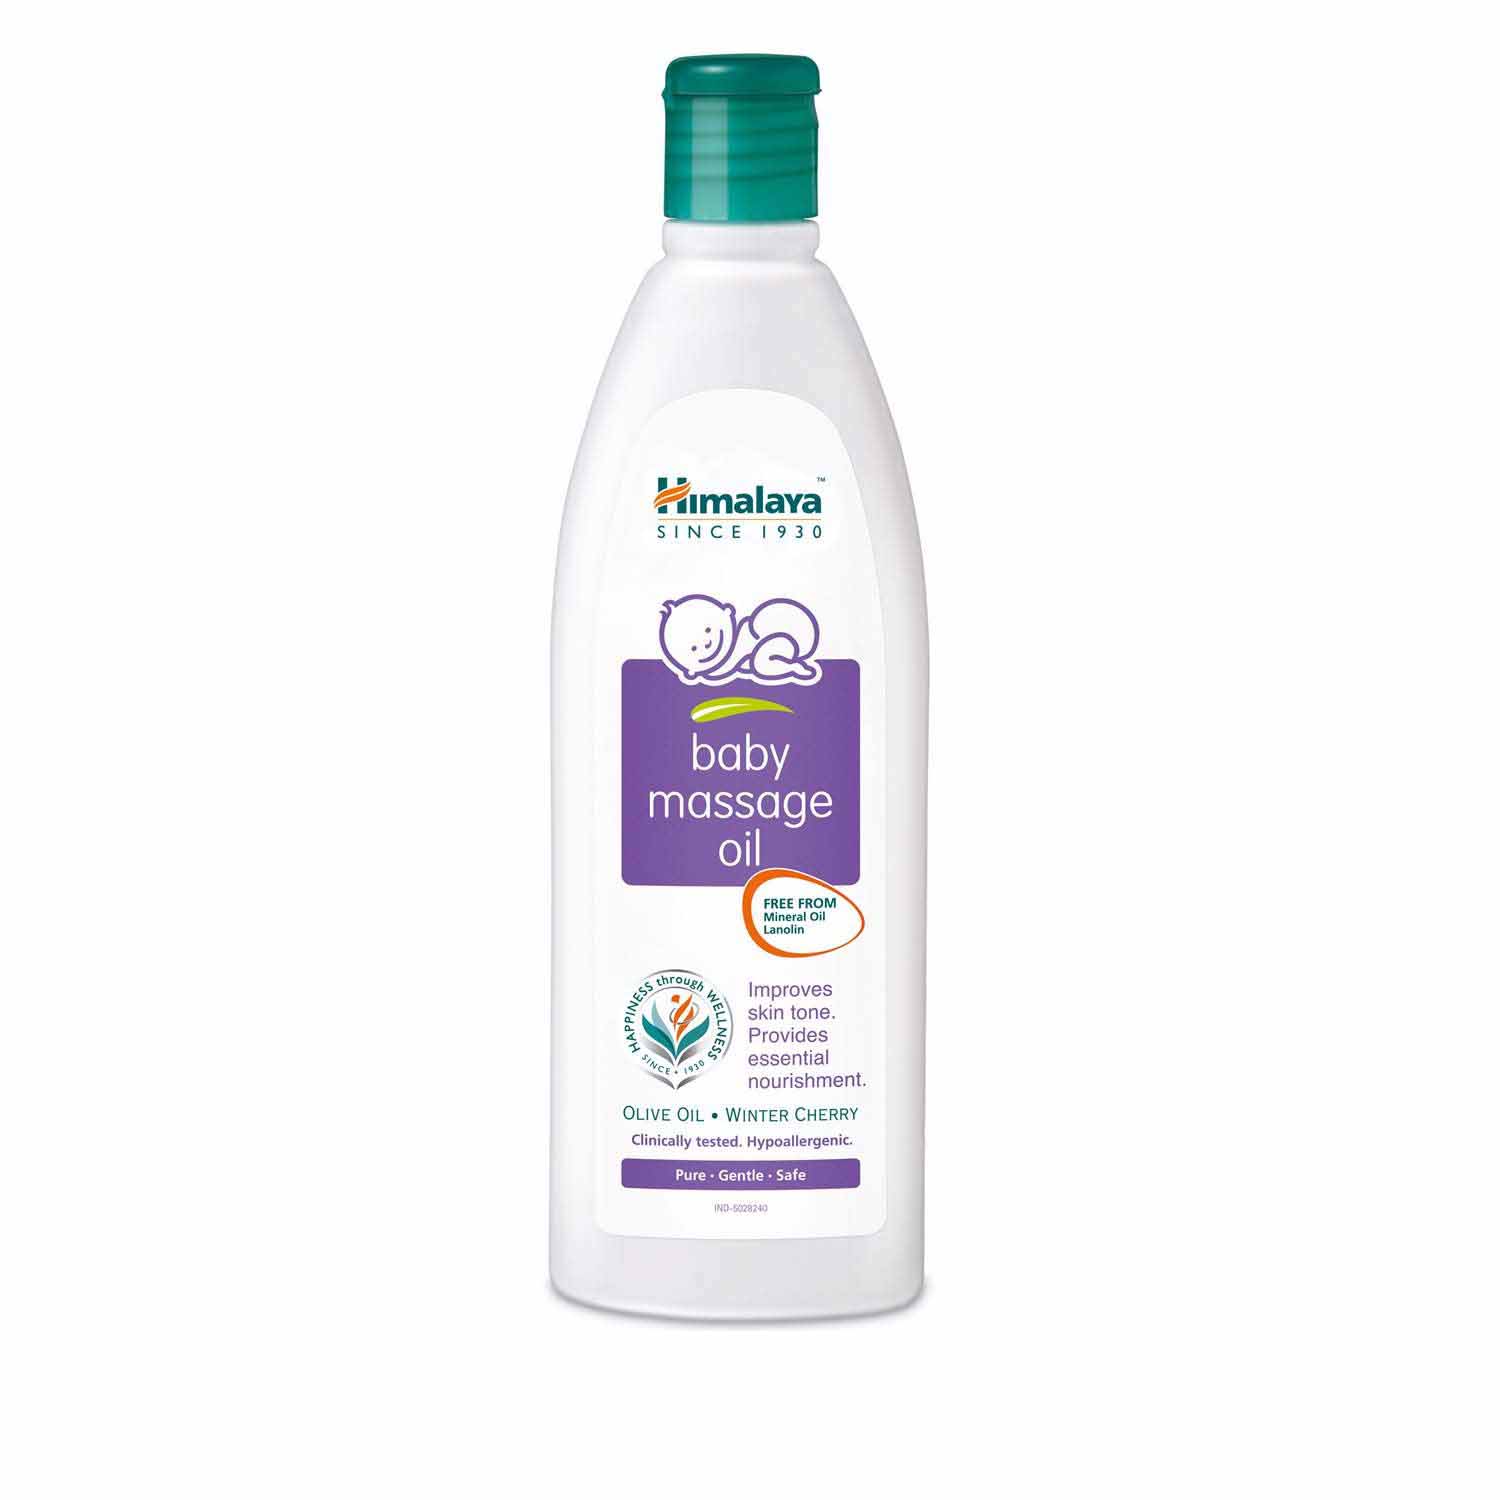 Himalaya™
SINCE 1930
baby
massage
oil
FREE FROM
Mineral Oil
Lanolin
HAPPINESS through WELLNESS
SINCE • 1930
Improves
skin tone.
Provides
essential
nourishment.
OLIVE OIL • WINTER CHERRY
Clinically tested. Hypoallergenic.
Pure · Gentle · Safe
IND-5028240